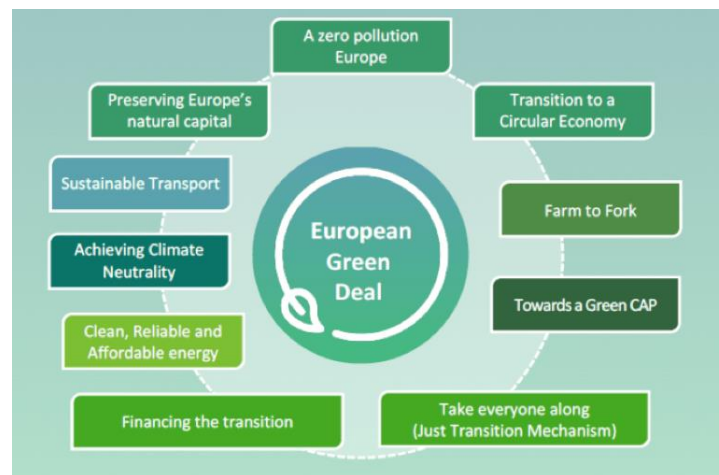 A zero pollution
Europe
Preserving Europe's
natural capital
Transition to a
Circular Economy
Sustainable Transport
Farm to Fork
European
Green
Deal
Achieving Climate
Neutrality
Towards a Green CAP
Clean, Reliable and
Affordable energy
Financing the transition
Take everyone along
(Just Transition Mechanism)